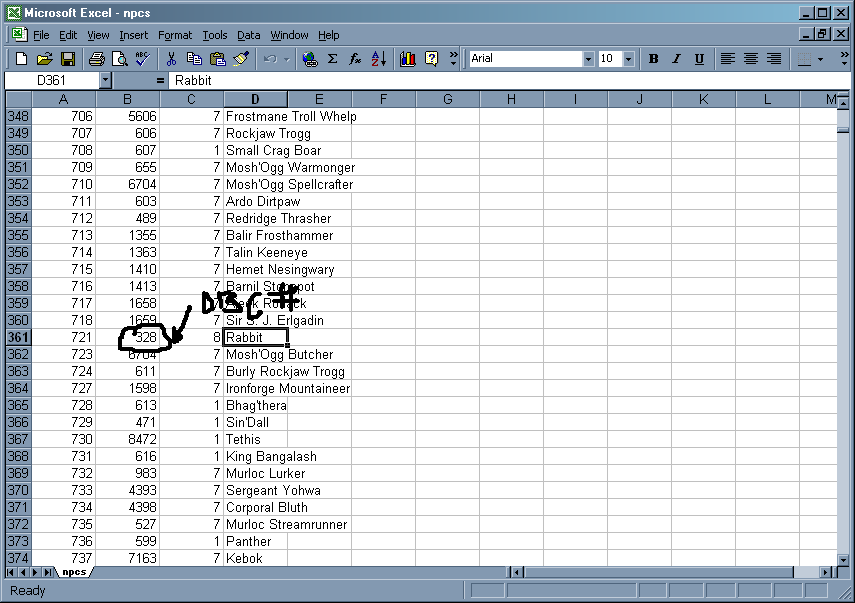 Microsoft Excel - npcs
File Edit View Insert Format Tools Data Window Help
ABC Σ fx A Z ? » Arial 10 B I U »
D361 = Rabbit
A B C D E F G H I J K L M
348 706 5606 7 Frostmane Troll Whelp
349 707 606 7 Rockjaw Trogg
350 708 607 1 Small Crag Boar
351 709 655 7 Mosh'Ogg Warmonger
352 710 6704 7 Mosh'Ogg Spellcrafter
353 711 603 7 Ardo Dirtpaw
354 712 489 7 Redridge Thrasher
355 713 1355 7 Balir Frosthammer
356 714 1363 7 Talin Keeneye
357 715 1410 7 Hemet Nesingwary
358 716 1413 7 Barnil
DBC #
359 717 1658 7
360 718 1659 7 Sir S. J. Erlgadin
361 721 328 8 Rabbit
362 723 6704 7 Mosh'Ogg Butcher
363 724 611 7 Burly Rockjaw Trogg
364 727 1598 7 Ironforge Mountaineer
365 728 613 1 Bhag'thera
366 729 471 1 Sin'Dall
367 730 8472 1 Tethis
368 731 616 1 King Bangalash
369 732 983 7 Murloc Lurker
370 733 4393 7 Sergeant Yohwa
371 734 4398 7 Corporal Bluth
372 735 527 7 Murloc Streamrunner
373 736 599 1 Panther
374 737 7163 7 Kebok
npcs
Ready